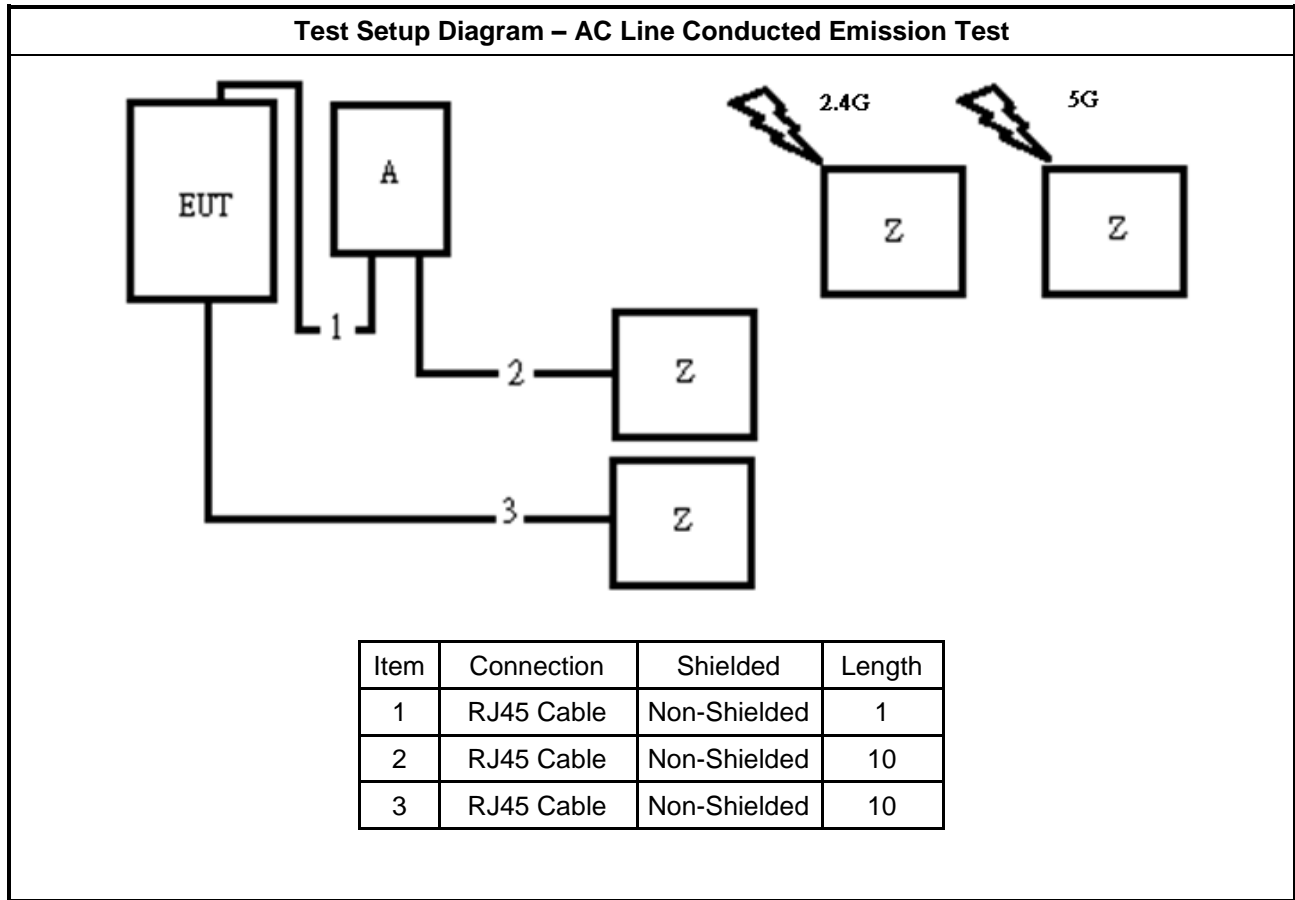 Test Setup Diagram – AC Line Conducted Emission Test
2.4G
5G
EUT
A
Z
Z
1
2
Z
3
Z
Item Connection Shielded Length
1 RJ45 Cable Non-Shielded 1
2 RJ45 Cable Non-Shielded 10
3 RJ45 Cable Non-Shielded 10